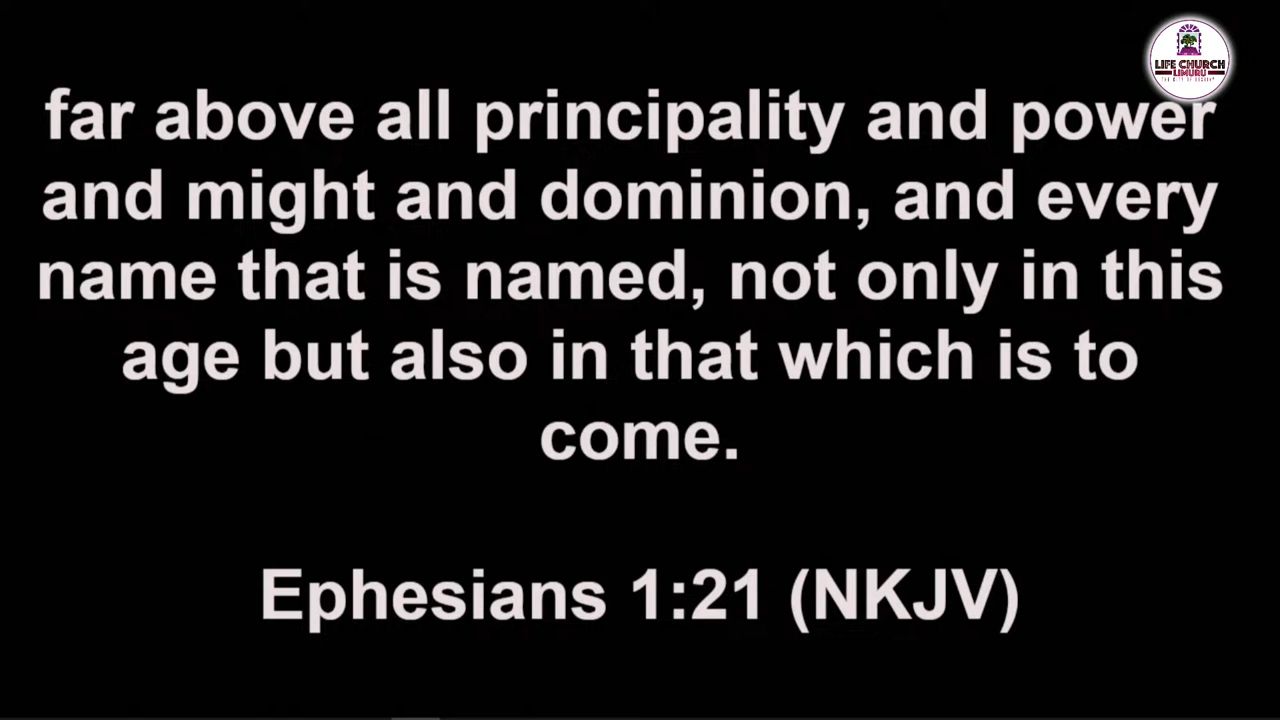 LIFE CHURCH
LIMURU
far above all principality and power
and might and dominion, and every
name that is named, not only in this
age but also in that which is to
come.
Ephesians 1:21 (NKJV)